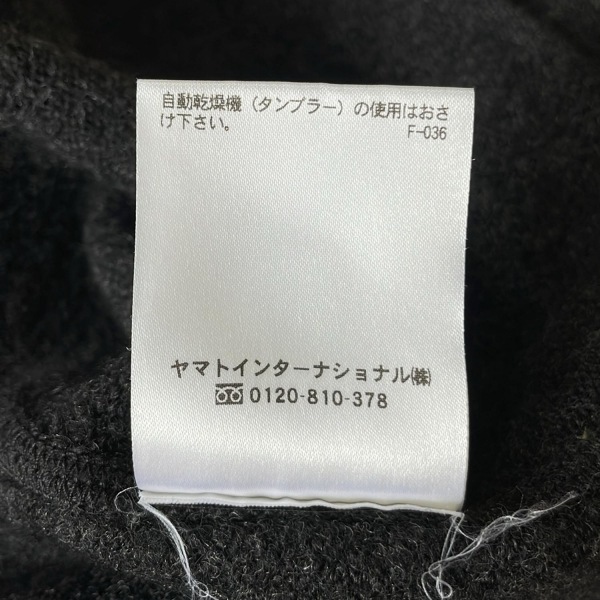 自動乾燥機（タンブラー）の使用はおさ
け下さい。
F-036
ヤマトインターナショナル㈱
0120-810-378